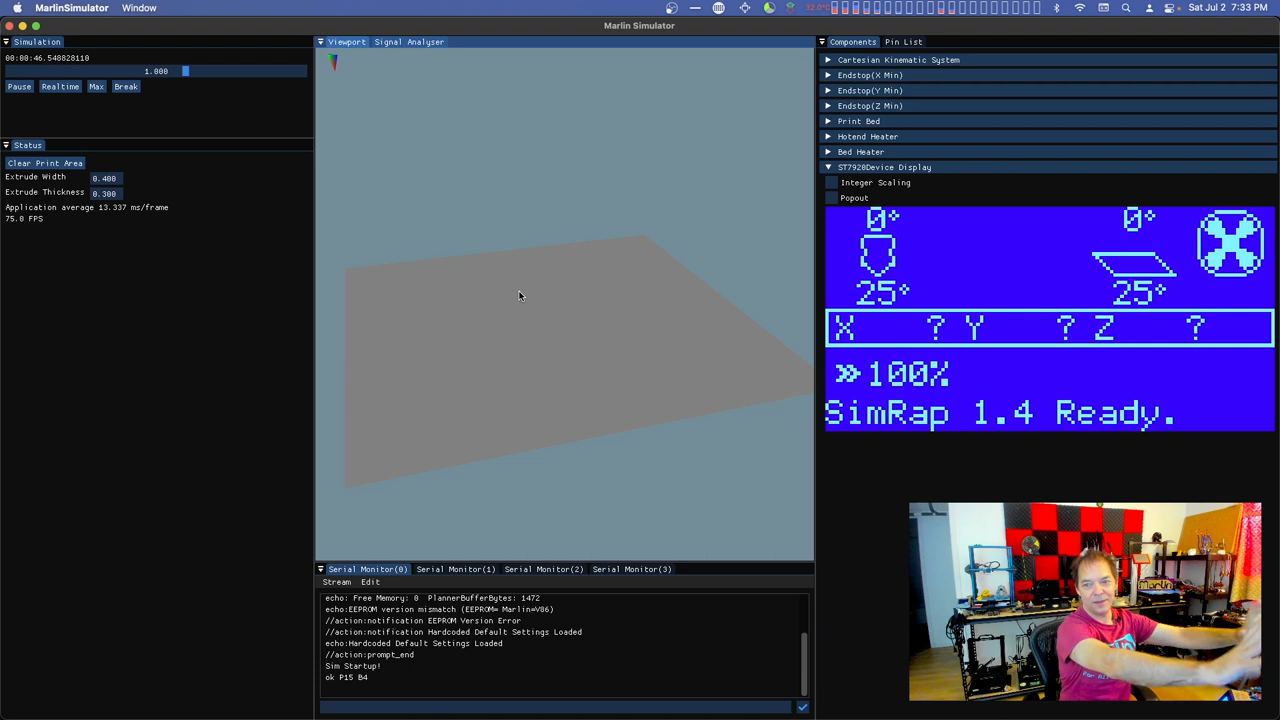 MarlinSimulator Window
32.0°C
Sat Jul 2 7:33 PM
Marlin Simulator
Simulation
00:00:46.548828110
1.000
Pause Realtime Max Break
Status
Clear Print Area
Extrude Width 0.400
Extrude Thickness 0.300
Application average 13.337 ms/frame
75.0 FPS
Viewport Signal Analyser
Serial Monitor(0) Serial Monitor(1) Serial Monitor(2) Serial Monitor(3)
Stream Edit
echo: Free Memory: 0 PlannerBufferBytes: 1472
echo:EEPROM version mismatch (EEPROM= Marlin=V86)
//action:notification EEPROM Version Error
//action:notification Hardcoded Default Settings Loaded
echo:Hardcoded Default Settings Loaded
//action:prompt_end
Sim Startup!
ok P15 B4
Components Pin List
Cartesian Kinematic System
Endstop(X Min)
Endstop(Y Min)
Endstop(Z Min)
Print Bed
Hotend Heater
Bed Heater
ST7920Device Display
Integer Scaling
Popout
0° 0°
25° 25°
X ? Y ? Z ?
100%
SimRap 1.4 Ready.
Marlin